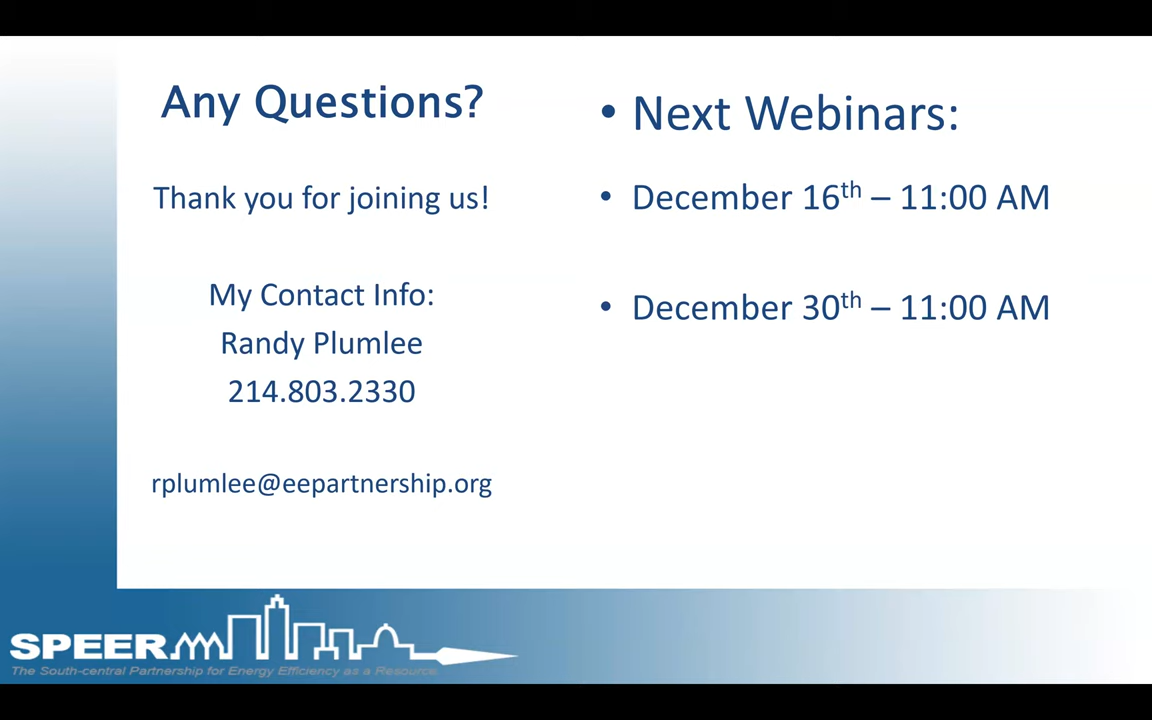 Any Questions?
Thank you for joining us!
My Contact Info:
Randy Plumlee
214.803.2330
rplumlee@eepartnership.org
• Next Webinars:
• December 16th – 11:00 AM
• December 30th – 11:00 AM
SPEER
The South-central Partnership for Energy Efficiency as a Resource